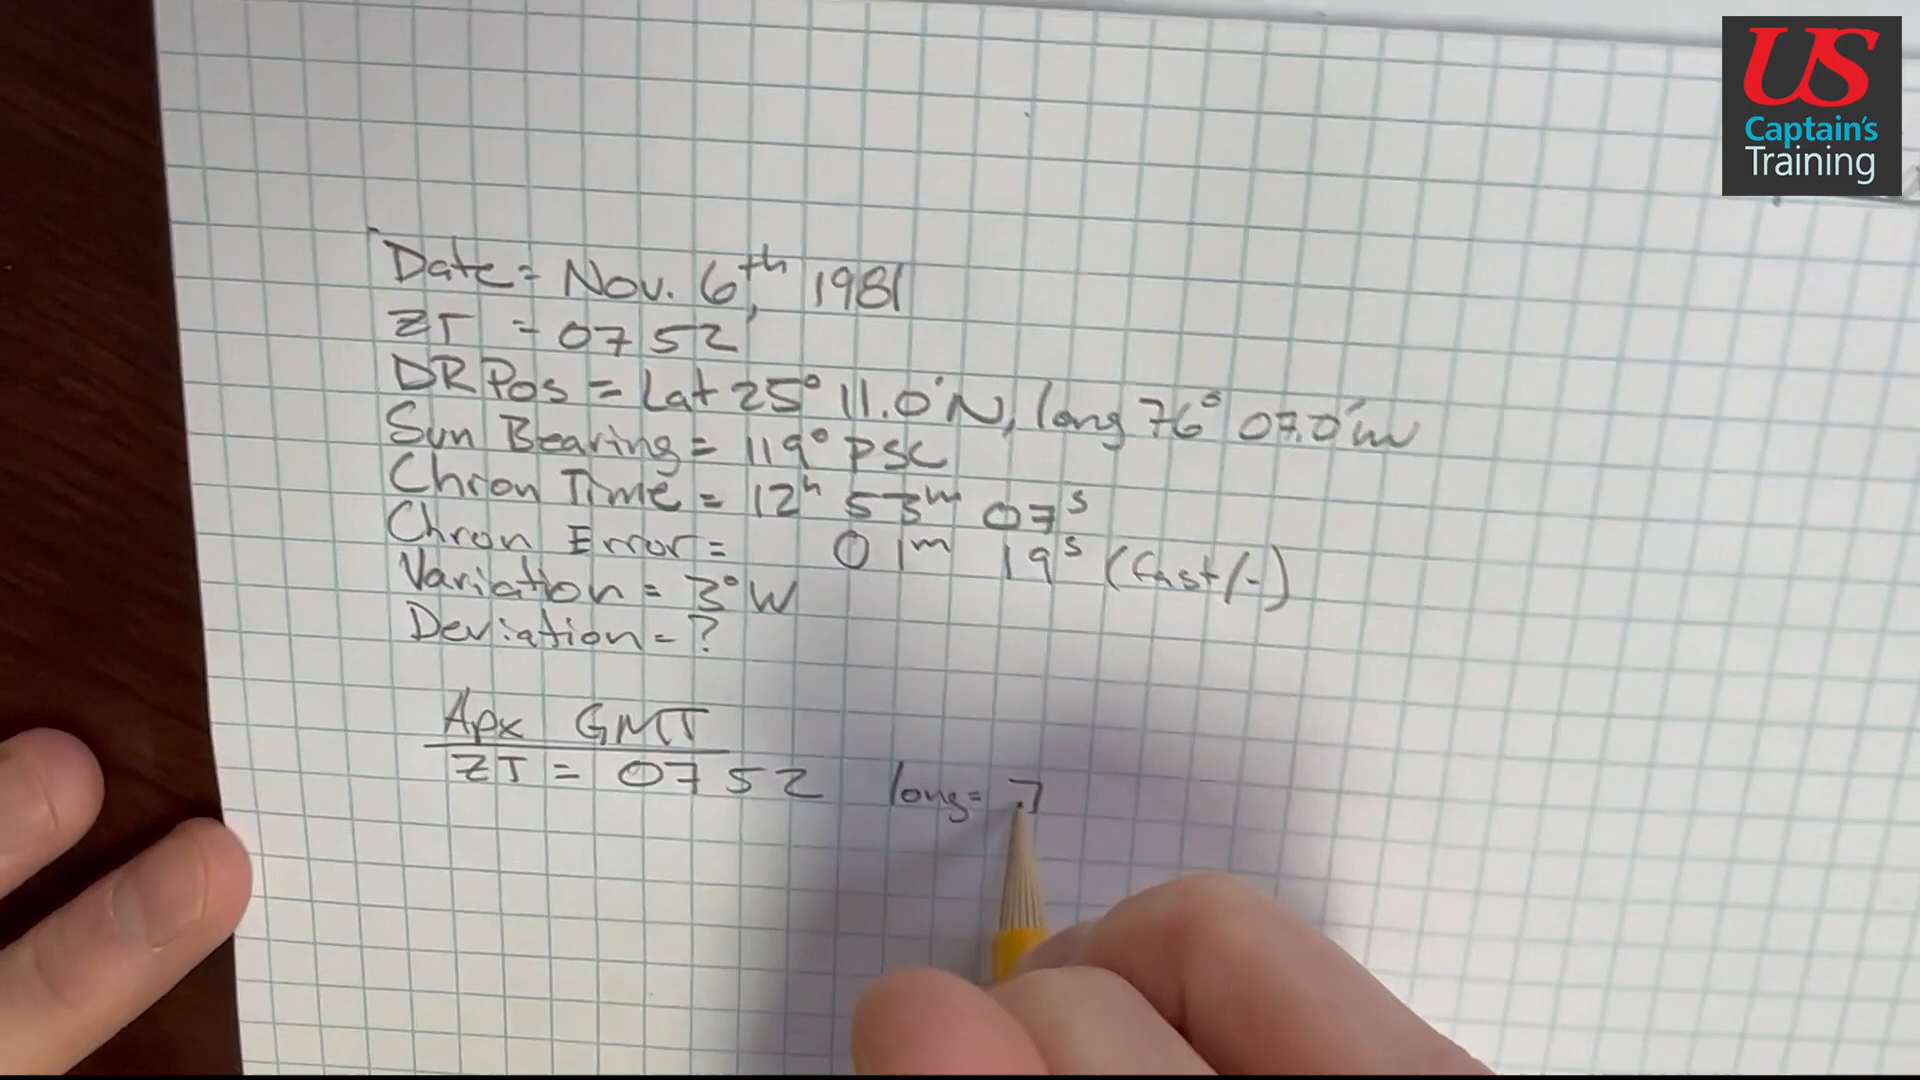 US
Captain's
Training
Date = Nov. 6th, 1981
ZT = 0752
DR Pos = Lat 25° 11.0' N, long 76° 07.0' W
Sun Bearing = 119° psc
Chron Time = 12h 53m 07s
Chron Error = 01m 19s (fast/-)
Variation = 3° W
Deviation = ?
Apx GMT
ZT = 0752 long = 7